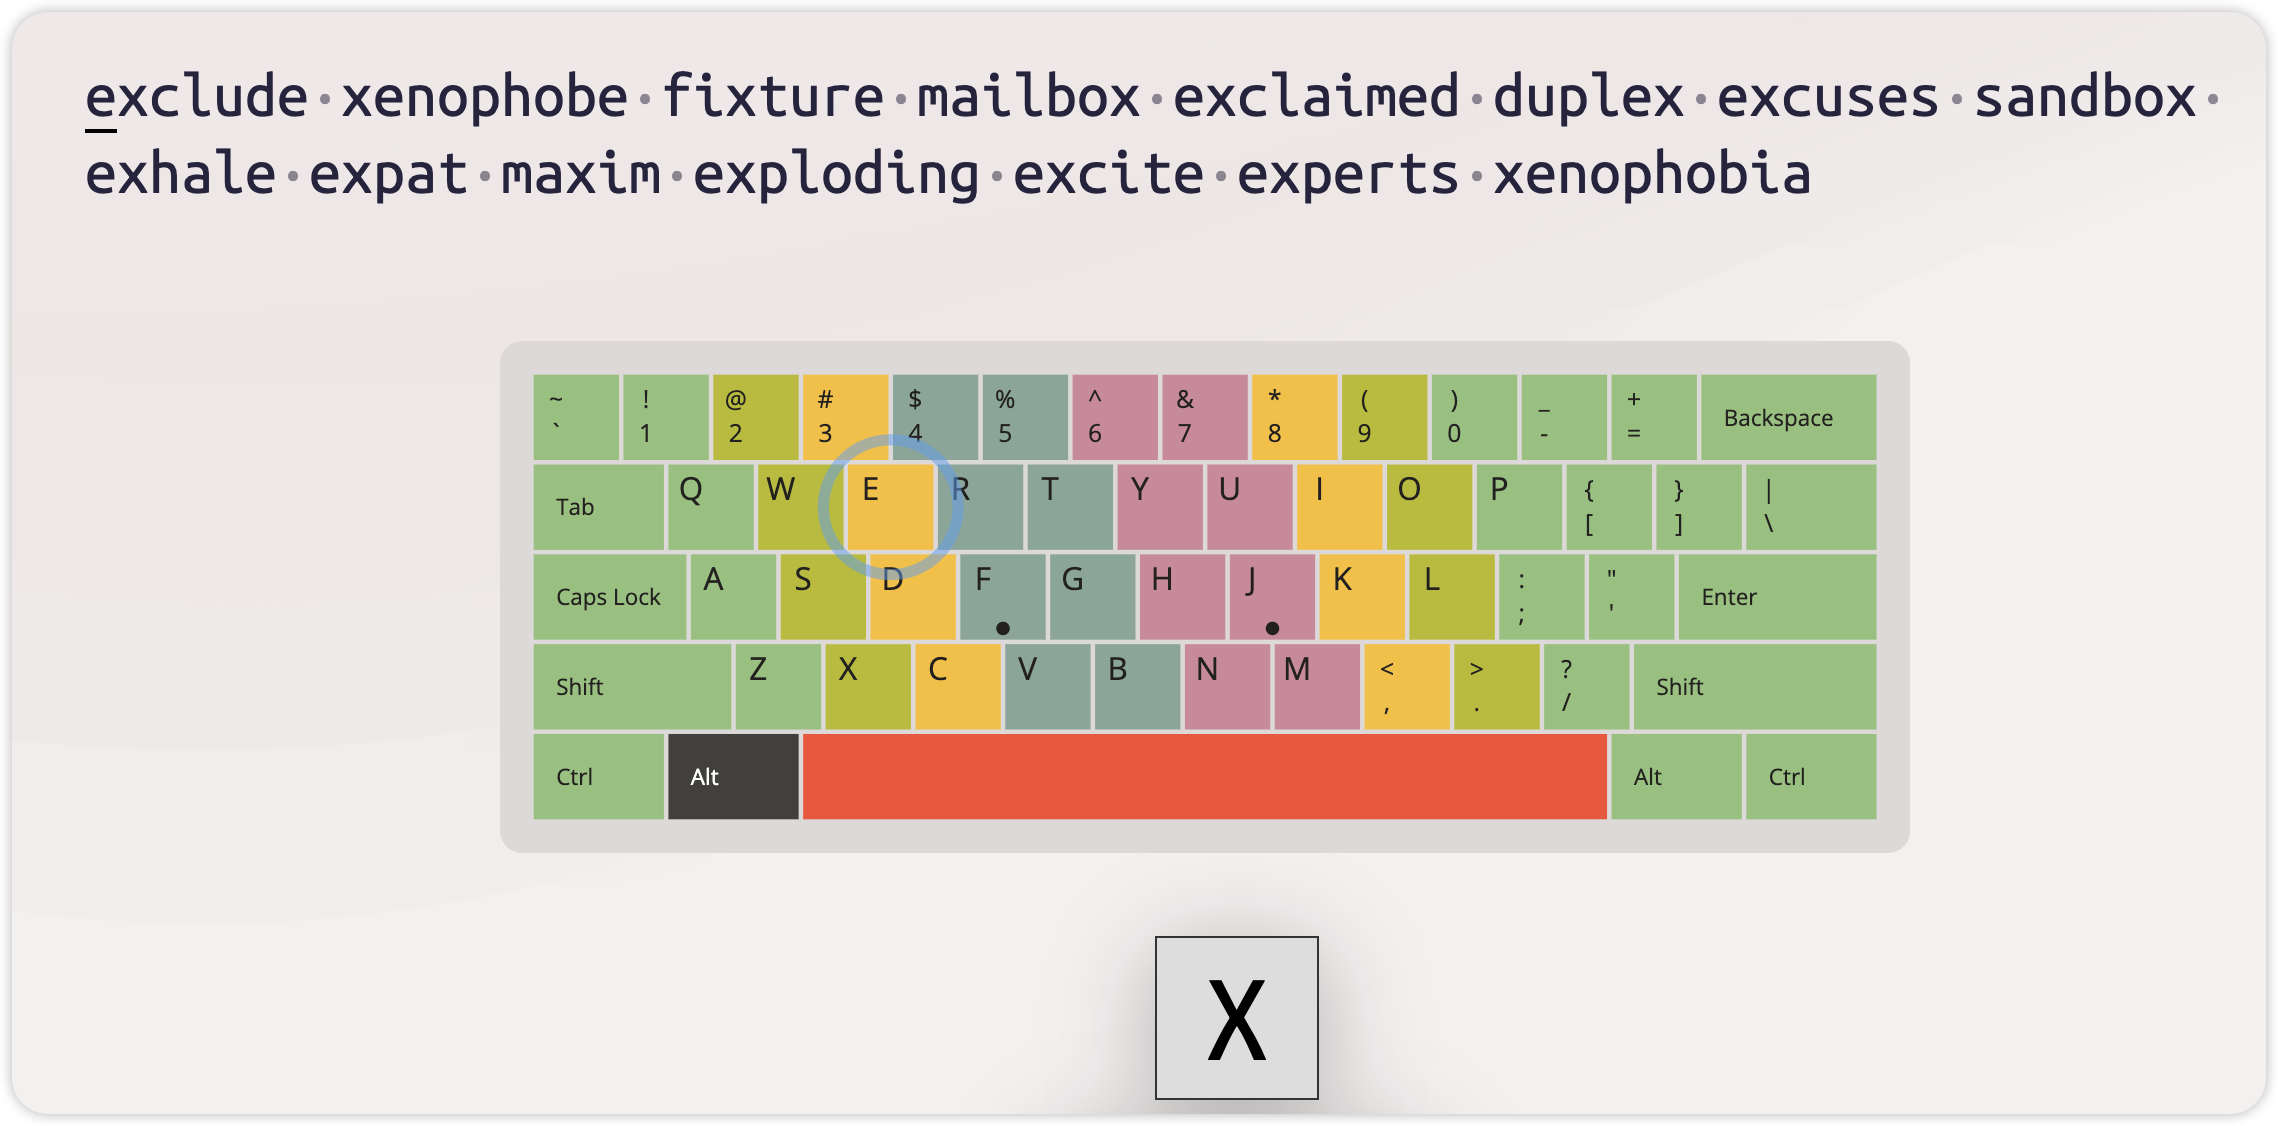 exclude·xenophobe·fixture·mailbox·exclaimed·duplex·excuses·sandbox·
exhale·expat·maxim·exploding·excite·experts·xenophobia
~ ! @ # $ % ^ & * ( ) _ +
` 1 2 3 4 5 6 7 8 9 0 - = Backspace
Tab Q W E R T Y U I O P { } |
[ ] \
Caps Lock A S D F G H J K L : " Enter
; '
Shift Z X C V B N M < > ? Shift
, . /
Ctrl Alt Alt Ctrl
X